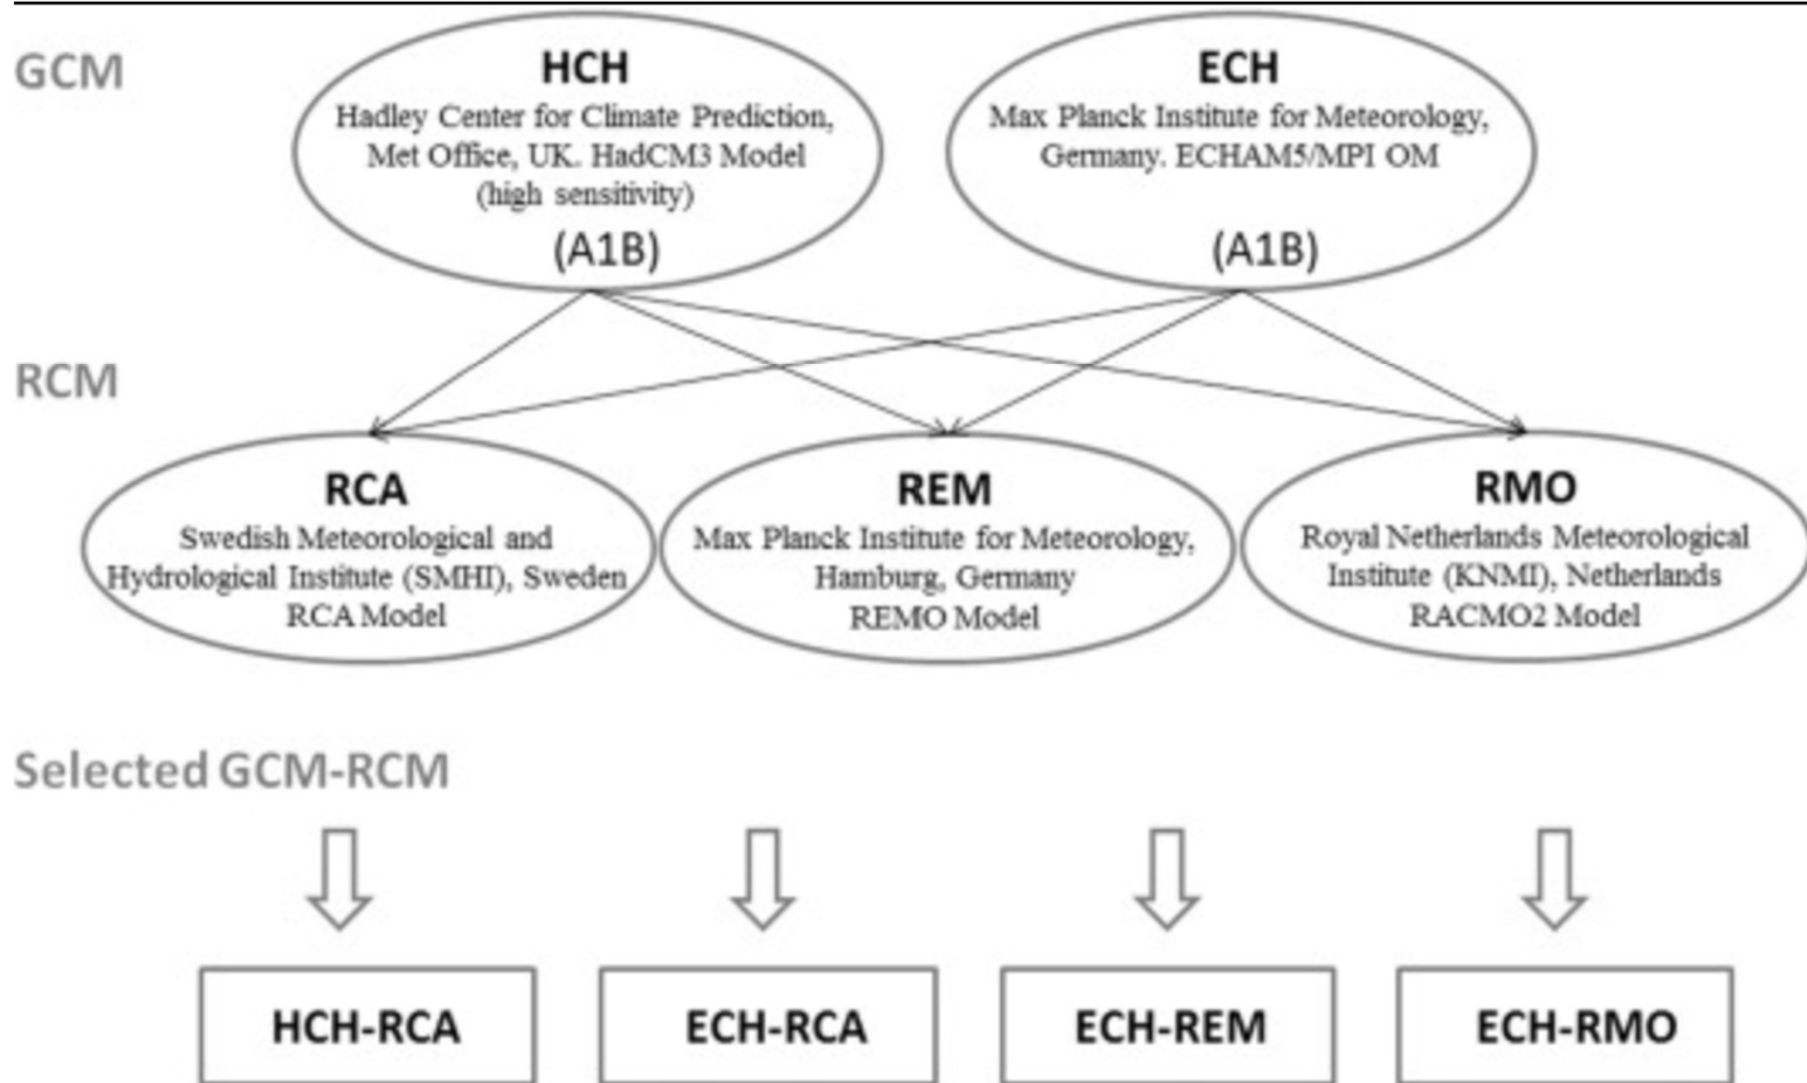 GCM
HCH
Hadley Center for Climate Prediction,
Met Office, UK. HadCM3 Model
(high sensitivity)
(A1B)
ECH
Max Planck Institute for Meteorology,
Germany. ECHAM5/MPI OM
(A1B)
RCM
RCA
Swedish Meteorological and
Hydrological Institute (SMHI), Sweden
RCA Model
REM
Max Planck Institute for Meteorology,
Hamburg, Germany
REMO Model
RMO
Royal Netherlands Meteorological
Institute (KNMI), Netherlands
RACMO2 Model
Selected GCM-RCM
HCH-RCA
ECH-RCA
ECH-REM
ECH-RMO